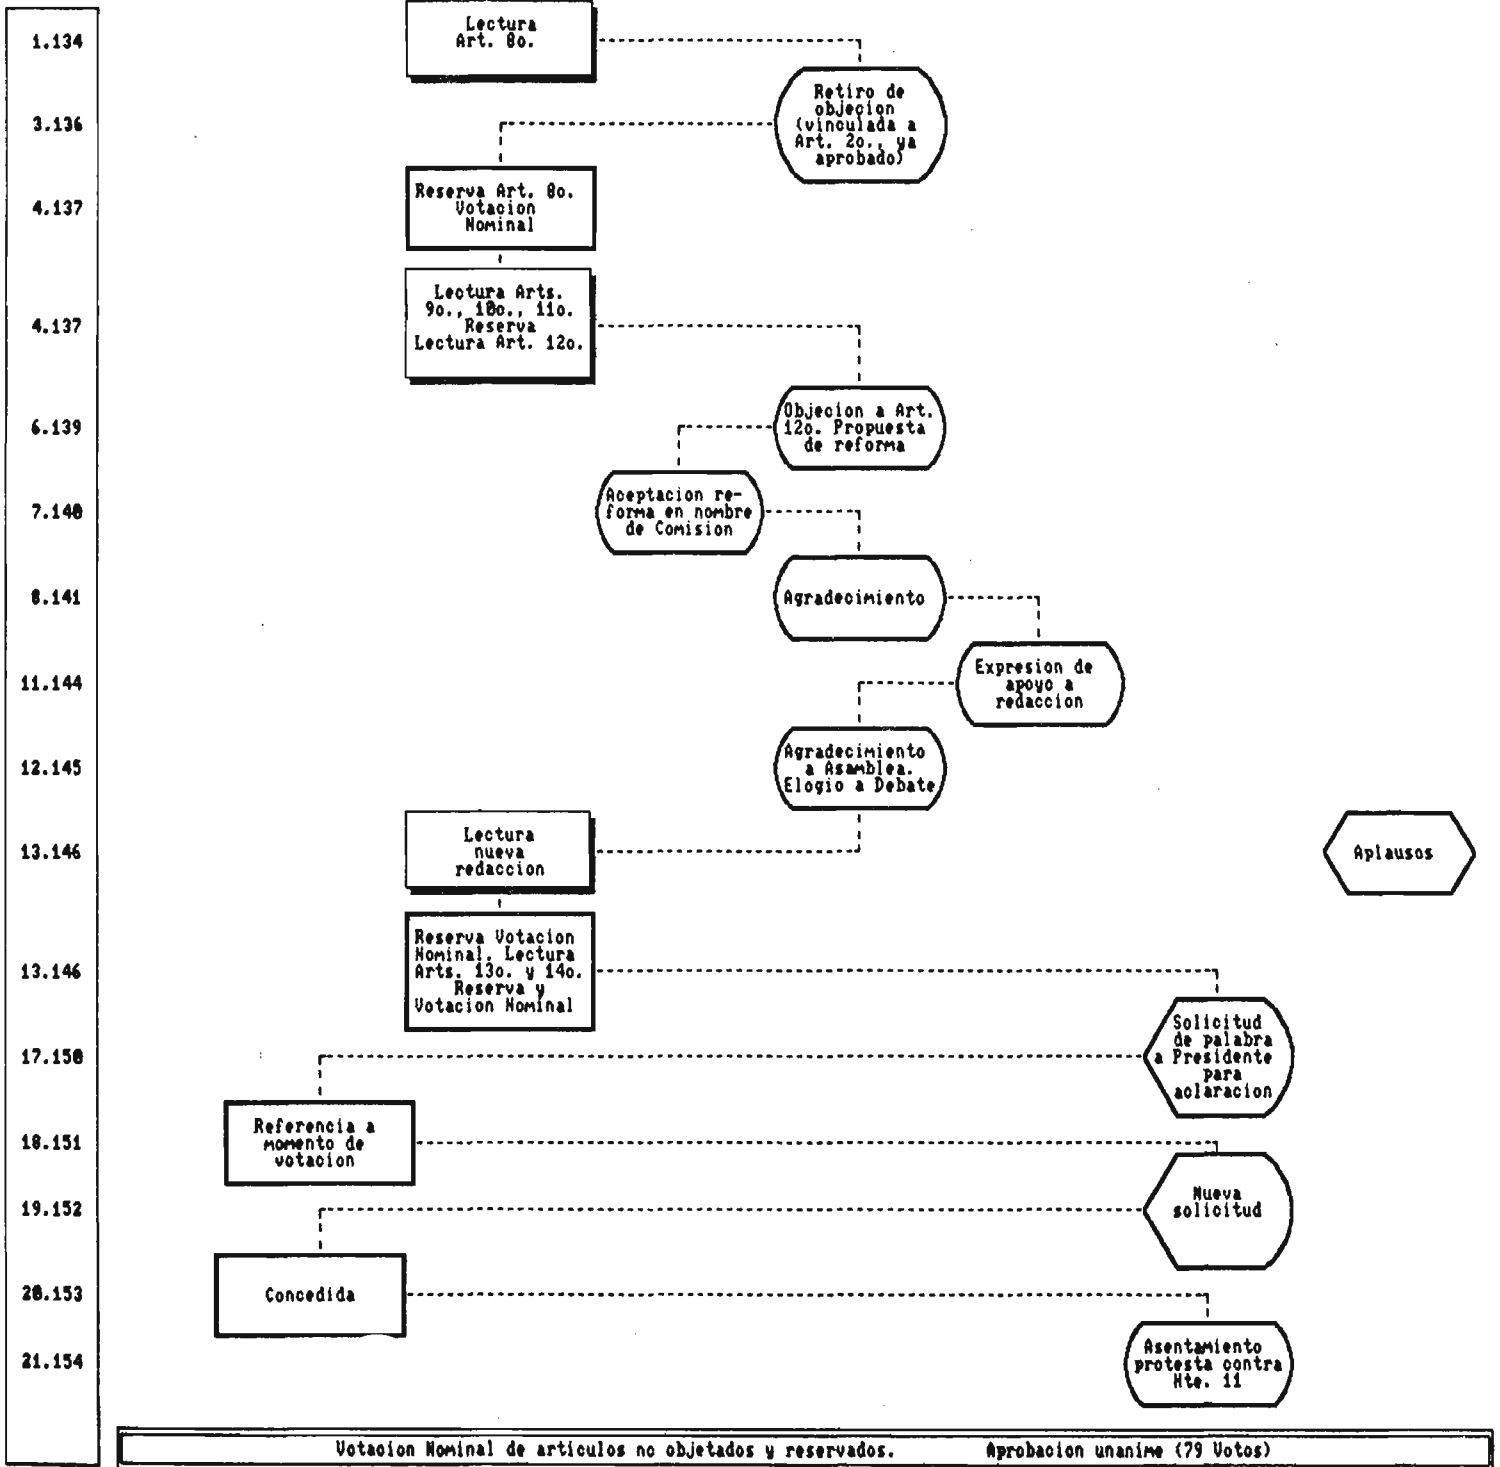 1.134
Lectura
Art. 8o.
3.136
Retiro de
objecion
(vinculada a
Art. 2o., ya
aprobado)
4.137
Reserva Art. 8o.
Votacion
Nominal
4.137
Lectura Arts.
9o., 10o., 11o.
Reserva
Lectura Art. 12o.
6.139
Objecion a Art.
12o. Propuesta
de reforma
7.140
Aceptacion re-
forma en nombre
de Comision
8.141
Agradecimiento
11.144
Expresion de
apoyo a
redaccion
12.145
Agradecimiento
a Asamblea.
Elogio a Debate
13.146
Lectura
nueva
redaccion
Aplausos
13.146
Reserva Votacion
Nominal. Lectura
Arts. 13o. y 14o.
Reserva y
Votacion Nominal
17.150
Solicitud
de palabra
a Presidente
para
aclaracion
18.151
Referencia a
momento de
votacion
19.152
Nueva
solicitud
20.153
Concedida
21.154
Asentamiento
protesta contra
Hte. 11
Votacion Nominal de articulos no objetados y reservados. Aprobacion unanime (79 Votos)